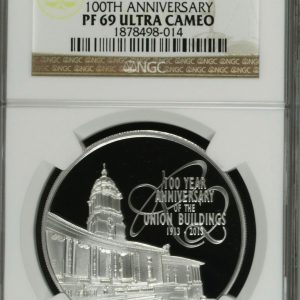 100TH ANNIVERSARY
PF 69 ULTRA CAMEO
1878498-014
NGC
100 YEAR
ANNIVERSARY
OF THE
UNION BUILDINGS
1913 - 2013